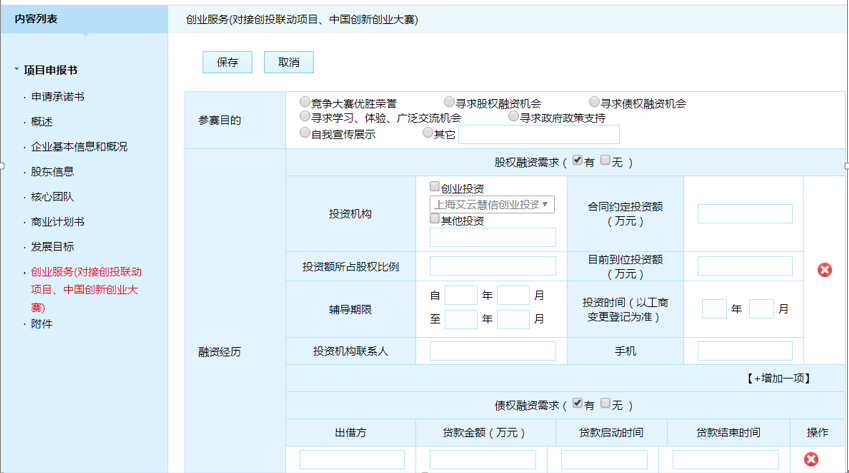 内容列表
创业服务(对接创投联动项目、中国创新创业大赛)
项目申报书
· 申请承诺书
· 概述
· 企业基本信息和概况
· 股东信息
· 核心团队
· 商业计划书
· 发展目标
· 创业服务(对接创投联动
项目、中国创新创业大
赛)
· 附件
保存 取消
参赛目的
竞争大赛优胜荣誉 寻求股权融资机会 寻求债权融资机会
寻求学习、体验、广泛交流机会 寻求政府政策支持
自我宣传展示 其它
融资经历
股权融资需求（ 有 无 ）
投资机构
创业投资
上海艾云慧信创业投资
其他投资
合同约定投资额
（万元）
投资额所占股权比例
目前到位投资额
（万元）
辅导期限
自 年 月
至 年 月
投资时间（以工商
变更登记为准）
年 月
投资机构联系人 手机
【+增加一项】
债权融资需求（ 有 无 ）
出借方 贷款金额（万元） 贷款启动时间 贷款结束时间 操作